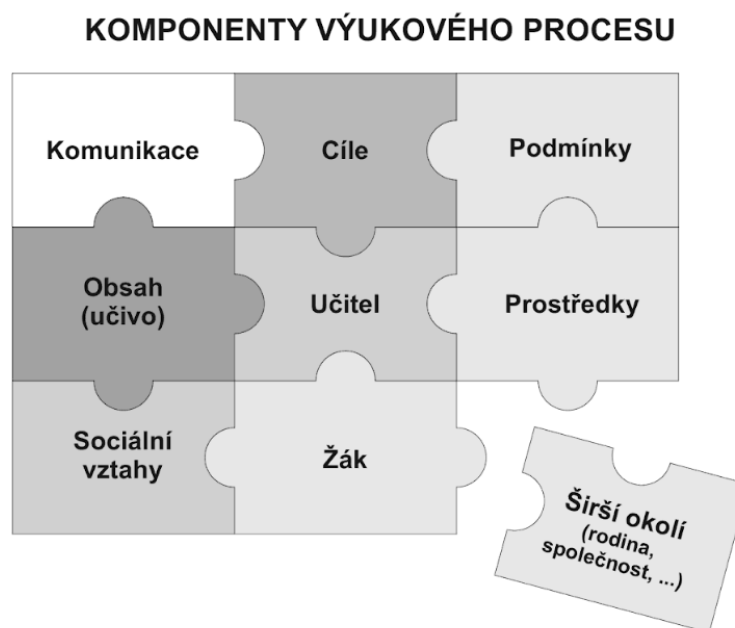 KOMPONENTY VÝUKOVÉHO PROCESU
Komunikace
Cíle
Podmínky
Obsah
(učivo)
Učitel
Prostředky
Sociální
vztahy
Žák
Širší okolí
(rodina,
společnost, ...)